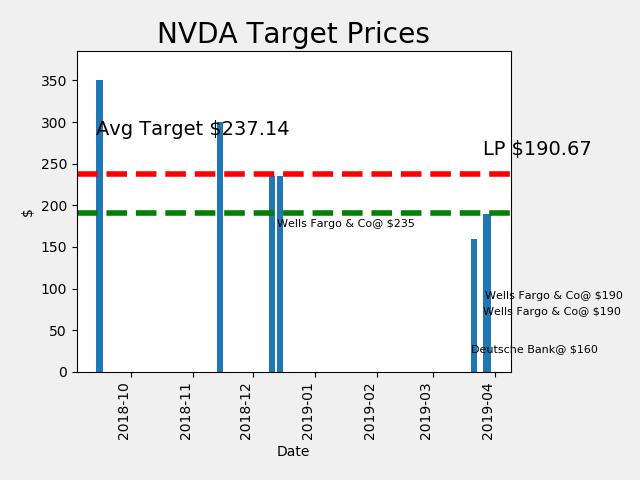 NVDA Target Prices
350
300
250
200
150
100
50
0
$
Avg Target $237.14
LP $190.67
Wells Fargo & Co@ $235
Wells Fargo & Co@ $190
Wells Fargo & Co@ $190
Deutsche Bank@ $160
2018-10
2018-11
2018-12
2019-01
2019-02
2019-03
2019-04
Date